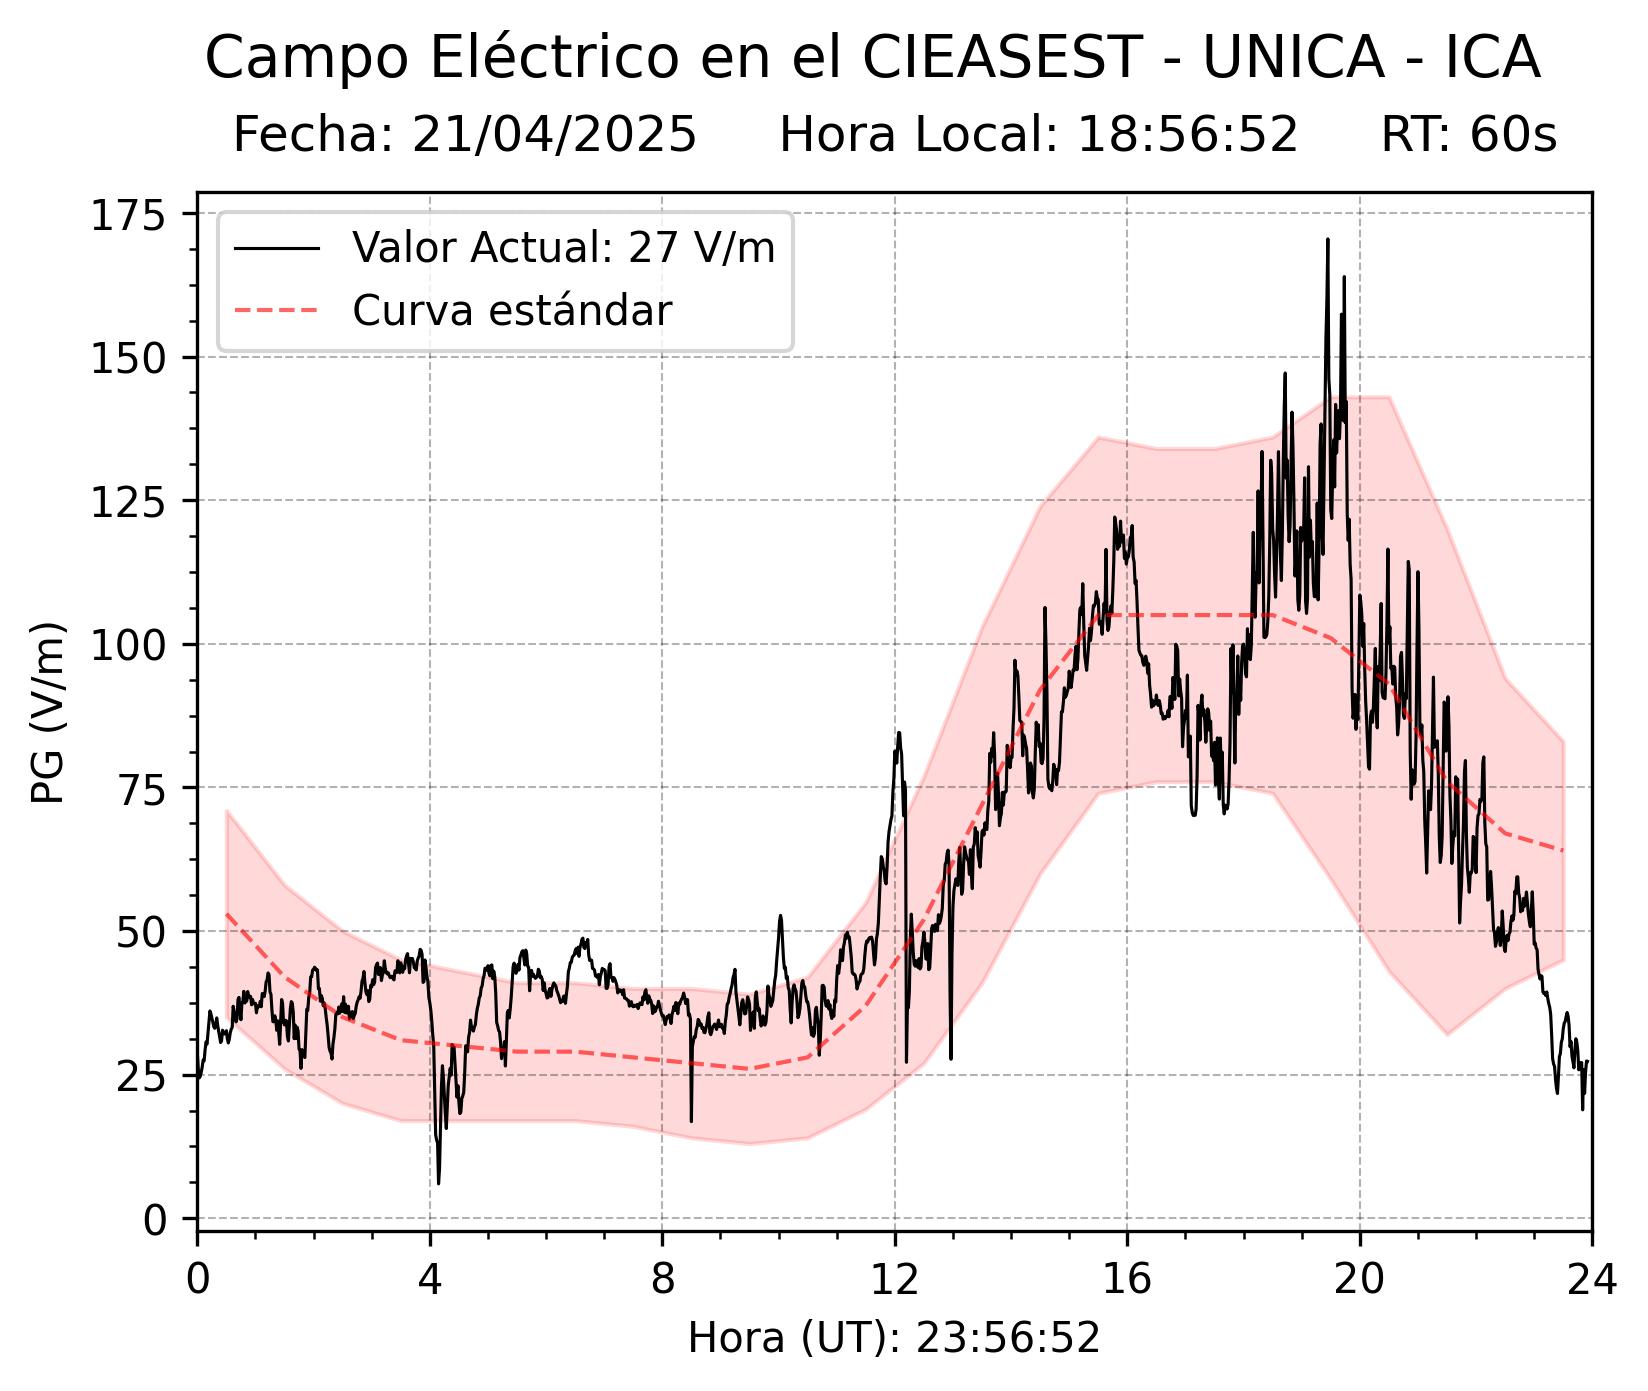 Campo Eléctrico en el CIEASEST - UNICA - ICA
Fecha: 21/04/2025 Hora Local: 18:56:52 RT: 60s
Valor Actual: 27 V/m
Curva estándar
PG (V/m)
175
150
125
100
75
50
25
0
0 4 8 12 16 20 24
Hora (UT): 23:56:52